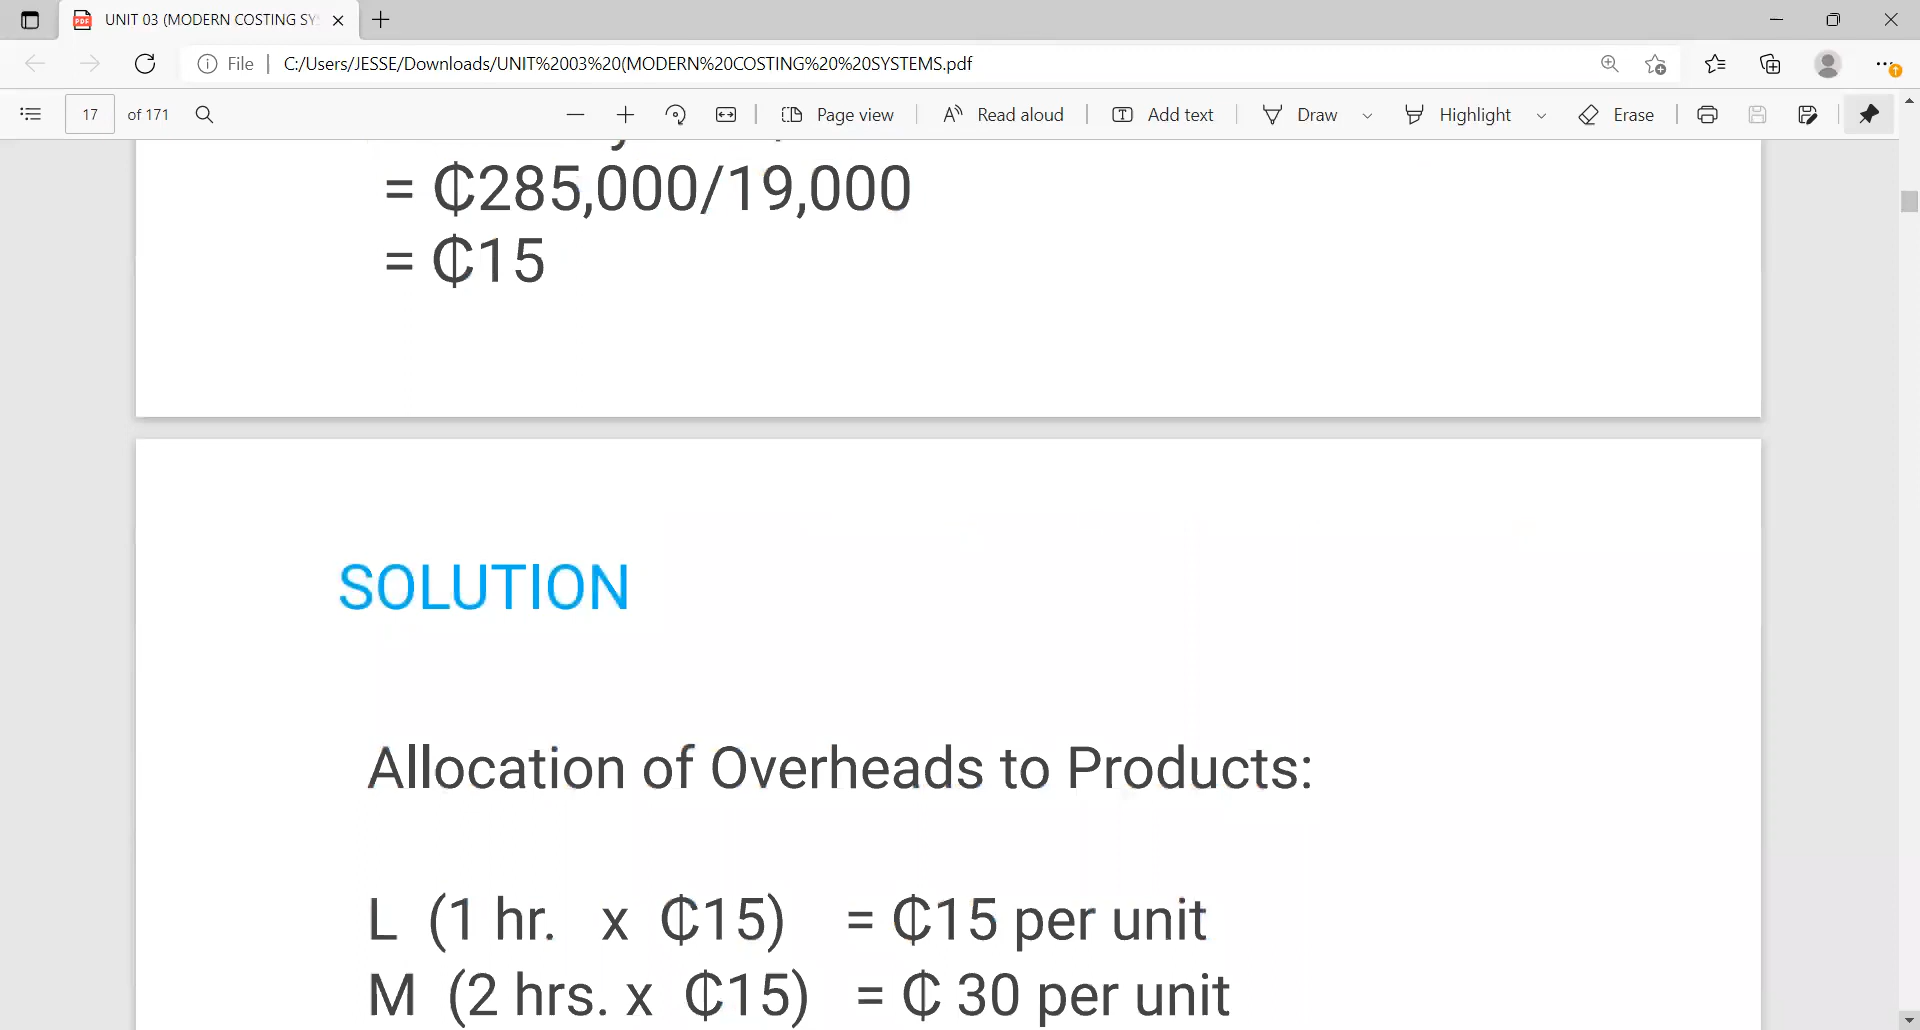 UNIT 03 (MODERN COSTING SY
File
C:/Users/JESSE/Downloads/UNIT%2003%20(MODERN%20COSTING%20%20SYSTEMS.pdf
17 of 171
Page view
Read aloud
Add text
Draw
Highlight
Erase
= ₵285,000/19,000
= ₵15
SOLUTION
Allocation of Overheads to Products:
L (1 hr. x ₵15) = ₵15 per unit
M (2 hrs. x ₵15) = ₵ 30 per unit